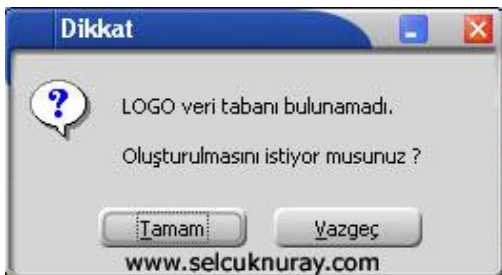 Dikkat
?
LOGO veri tabanı bulunamadı.
Oluşturulmasını istiyor musunuz ?
Tamam Vazgeç
www.selcuknuray.com